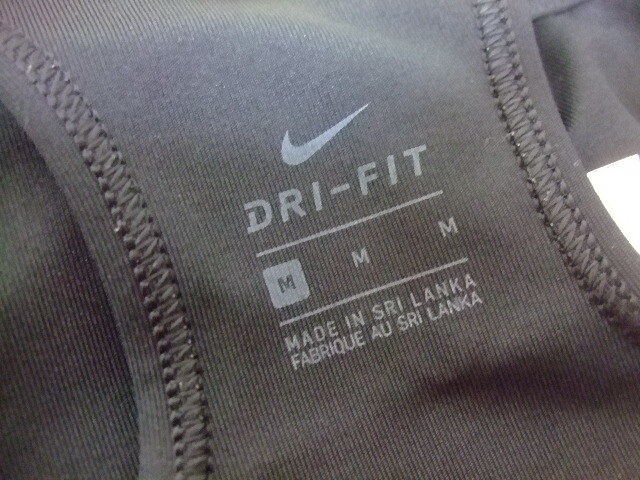 DRI-FIT
M M M
MADE IN SRI LANKA
FABRIQUE AU SRI LANKA